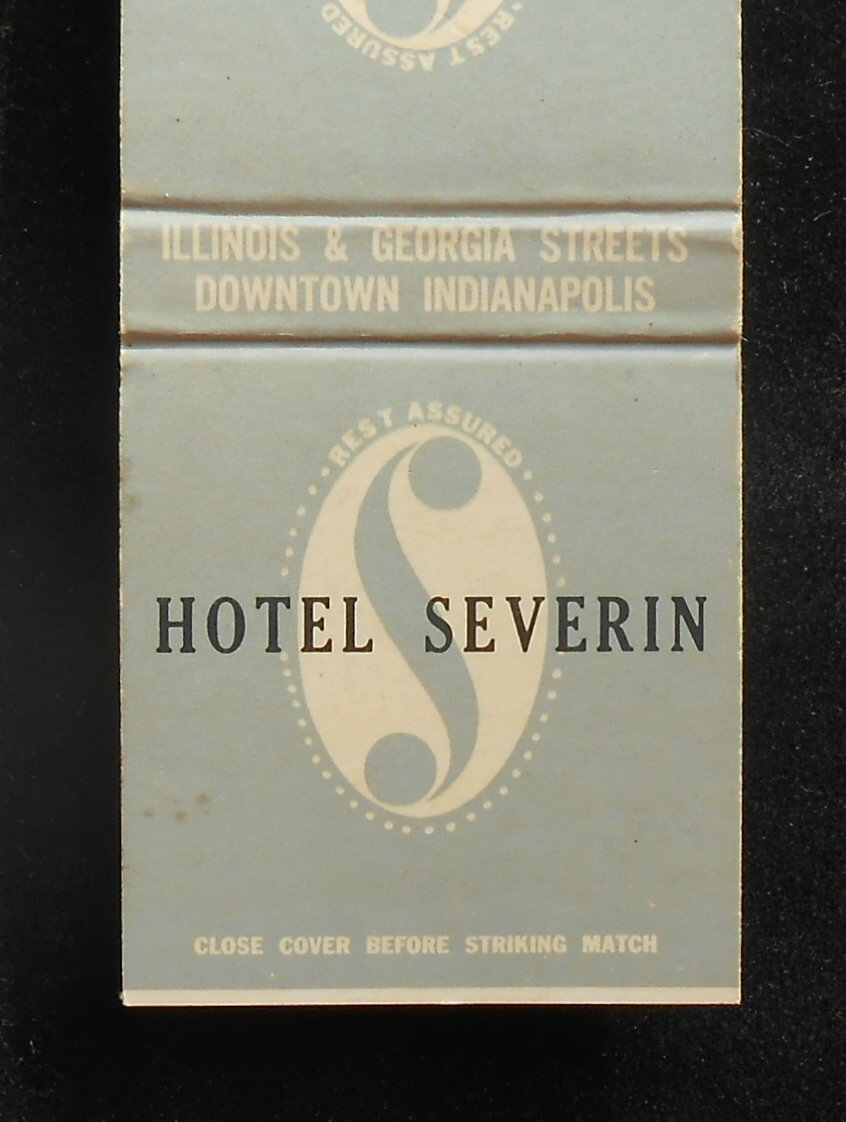 REST ASSURED
ILLINOIS & GEORGIA STREETS
DOWNTOWN INDIANAPOLIS
REST ASSURED
S
HOTEL SEVERIN
CLOSE COVER BEFORE STRIKING MATCH